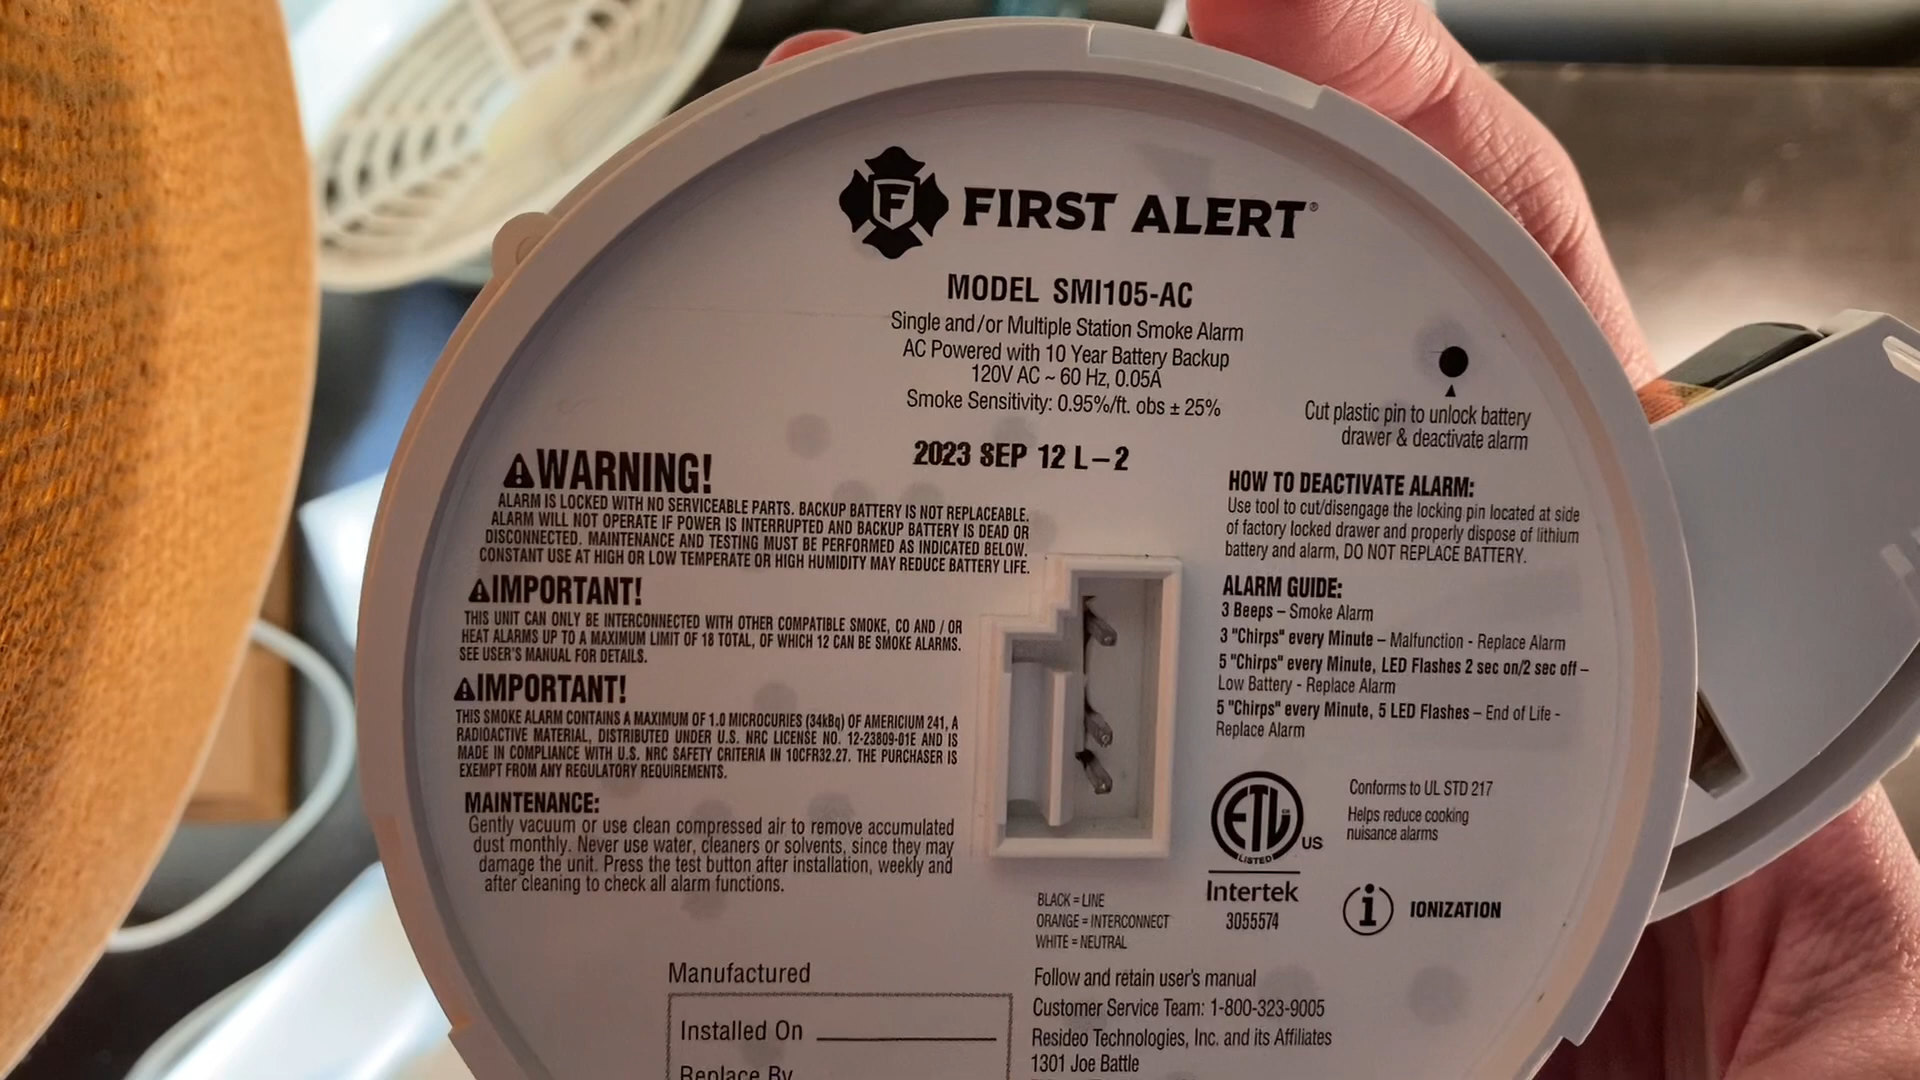 FIRST ALERT®
MODEL SMI105-AC
Single and/or Multiple Station Smoke Alarm
AC Powered with 10 Year Battery Backup
120V AC ~ 60 Hz, 0.05A
Smoke Sensitivity: 0.95%/ft. obs ± 25%
2023 SEP 12 L-2
Cut plastic pin to unlock battery
drawer & deactivate alarm
WARNING!
ALARM IS LOCKED WITH NO SERVICEABLE PARTS. BACKUP BATTERY IS NOT REPLACEABLE.
ALARM WILL NOT OPERATE IF POWER IS INTERRUPTED AND BACKUP BATTERY IS DEAD OR
DISCONNECTED. MAINTENANCE AND TESTING MUST BE PERFORMED AS INDICATED BELOW.
CONSTANT USE AT HIGH OR LOW TEMPERATE OR HIGH HUMIDITY MAY REDUCE BATTERY LIFE.
IMPORTANT!
THIS UNIT CAN ONLY BE INTERCONNECTED WITH OTHER COMPATIBLE SMOKE, CO AND / OR
HEAT ALARMS UP TO A MAXIMUM LIMIT OF 18 TOTAL, OF WHICH 12 CAN BE SMOKE ALARMS.
SEE USER'S MANUAL FOR DETAILS.
IMPORTANT!
THIS SMOKE ALARM CONTAINS A MAXIMUM OF 1.0 MICROCURIES (34kBq) OF AMERICIUM 241, A
RADIOACTIVE MATERIAL, DISTRIBUTED UNDER U.S. NRC LICENSE NO. 12-23809-01E AND IS
MADE IN COMPLIANCE WITH U.S. NRC SAFETY CRITERIA IN 10CFR32.27. THE PURCHASER IS
EXEMPT FROM ANY REGULATORY REQUIREMENTS.
MAINTENANCE:
Gently vacuum or use clean compressed air to remove accumulated
dust monthly. Never use water, cleaners or solvents, since they may
damage the unit. Press the test button after installation, weekly and
after cleaning to check all alarm functions.
HOW TO DEACTIVATE ALARM:
Use tool to cut/disengage the locking pin located at side
of factory locked drawer and properly dispose of lithium
battery and alarm, DO NOT REPLACE BATTERY.
ALARM GUIDE:
3 Beeps – Smoke Alarm
3 "Chirps" every Minute – Malfunction - Replace Alarm
5 "Chirps" every Minute, LED Flashes 2 sec on/2 sec off –
Low Battery - Replace Alarm
5 "Chirps" every Minute, 5 LED Flashes – End of Life -
Replace Alarm
ETL
LISTED
US
Intertek
3055574
Conforms to UL STD 217
Helps reduce cooking
nuisance alarms
i
IONIZATION
BLACK = LINE
ORANGE = INTERCONNECT
WHITE = NEUTRAL
Manufactured
Installed On
Replace By
Follow and retain user's manual
Customer Service Team: 1-800-323-9005
Resideo Technologies, Inc. and its Affiliates
1301 Joe Battle